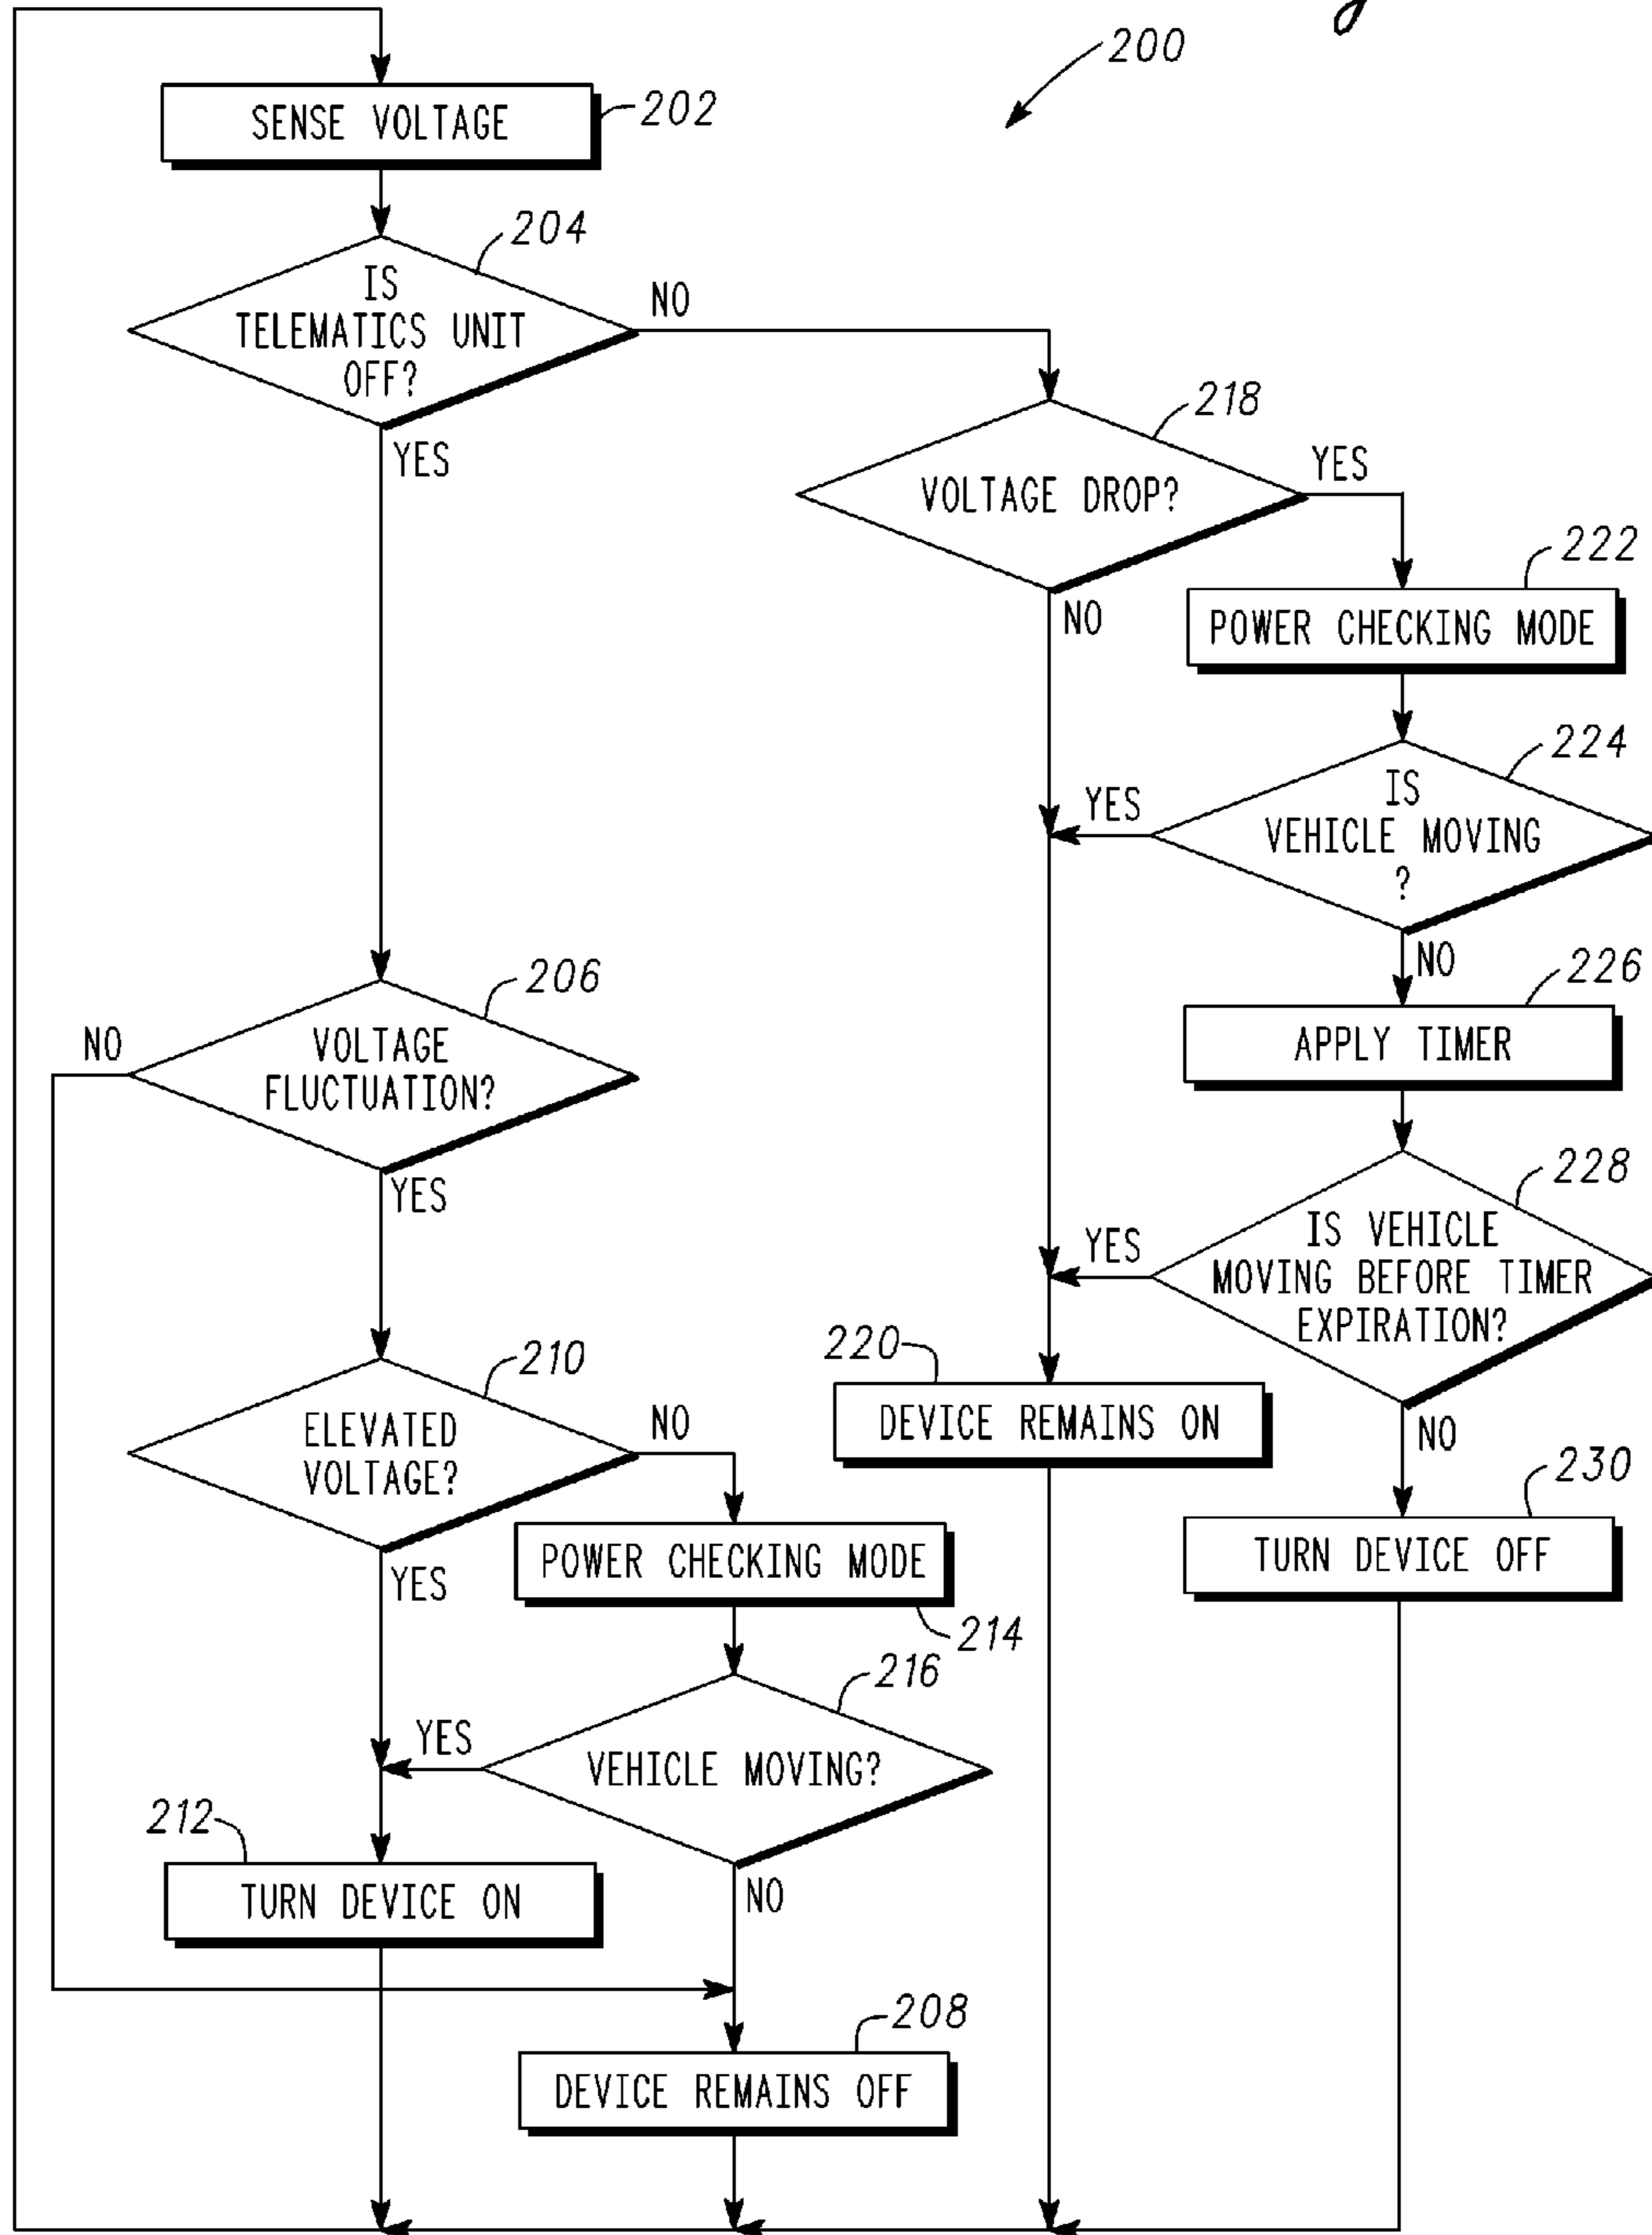 200
SENSE VOLTAGE
202
204
IS
TELEMATICS UNIT
OFF?
NO
YES
218
VOLTAGE DROP?
YES
NO
222
POWER CHECKING MODE
224
IS
VEHICLE MOVING
?
YES
NO
226
APPLY TIMER
206
VOLTAGE
FLUCTUATION?
NO
YES
228
IS VEHICLE
MOVING BEFORE TIMER
EXPIRATION?
YES
NO
220
DEVICE REMAINS ON
230
TURN DEVICE OFF
210
ELEVATED
VOLTAGE?
NO
YES
POWER CHECKING MODE
214
216
VEHICLE MOVING?
YES
NO
212
TURN DEVICE ON
208
DEVICE REMAINS OFF